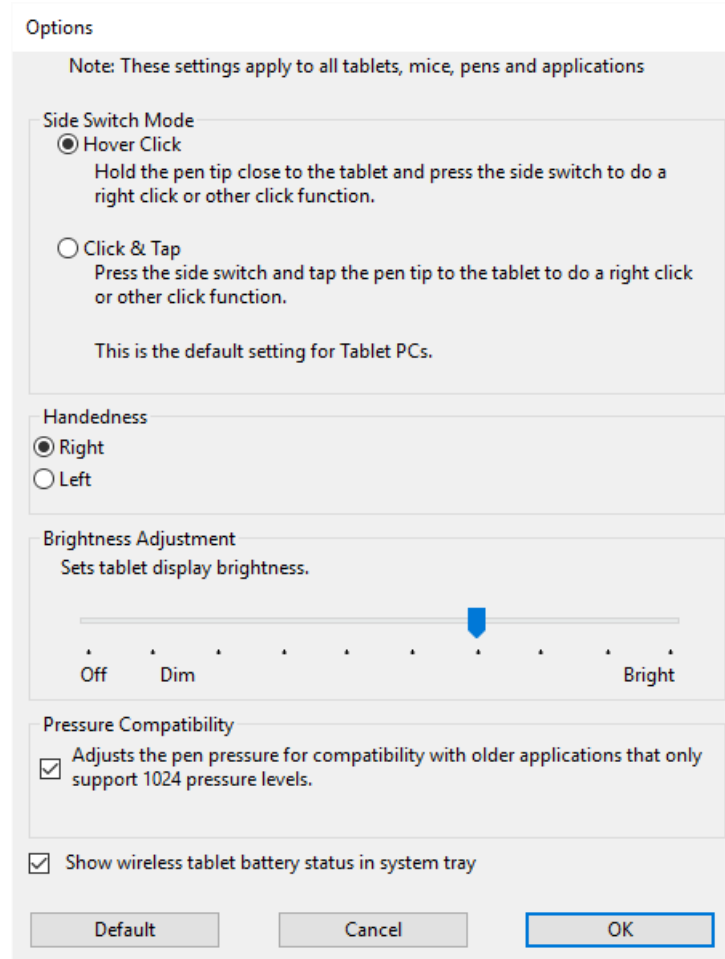 Options
Note: These settings apply to all tablets, mice, pens and applications
Side Switch Mode
Hover Click
Hold the pen tip close to the tablet and press the side switch to do a
right click or other click function.
Click & Tap
Press the side switch and tap the pen tip to the tablet to do a right click
or other click function.
This is the default setting for Tablet PCs.
Handedness
Right
Left
Brightness Adjustment
Sets tablet display brightness.
Off Dim Bright
Pressure Compatibility
Adjusts the pen pressure for compatibility with older applications that only
support 1024 pressure levels.
Show wireless tablet battery status in system tray
Default Cancel OK